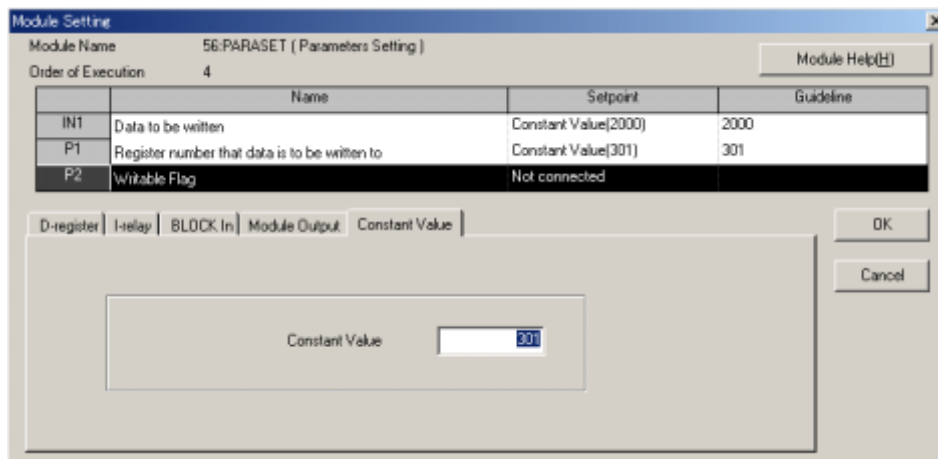 Module Setting
Module Name 56:PARASET ( Parameters Setting )
Module Help(H)
Order of Execution 4
Name Setpoint Guideline
IN1 Data to be written Constant Value(2000) 2000
P1 Register number that data is to be written to Constant Value(301) 301
P2 Writable Flag Not connected
D-register I-relay BLOCK In Module Output Constant Value
OK
Cancel
Constant Value 301